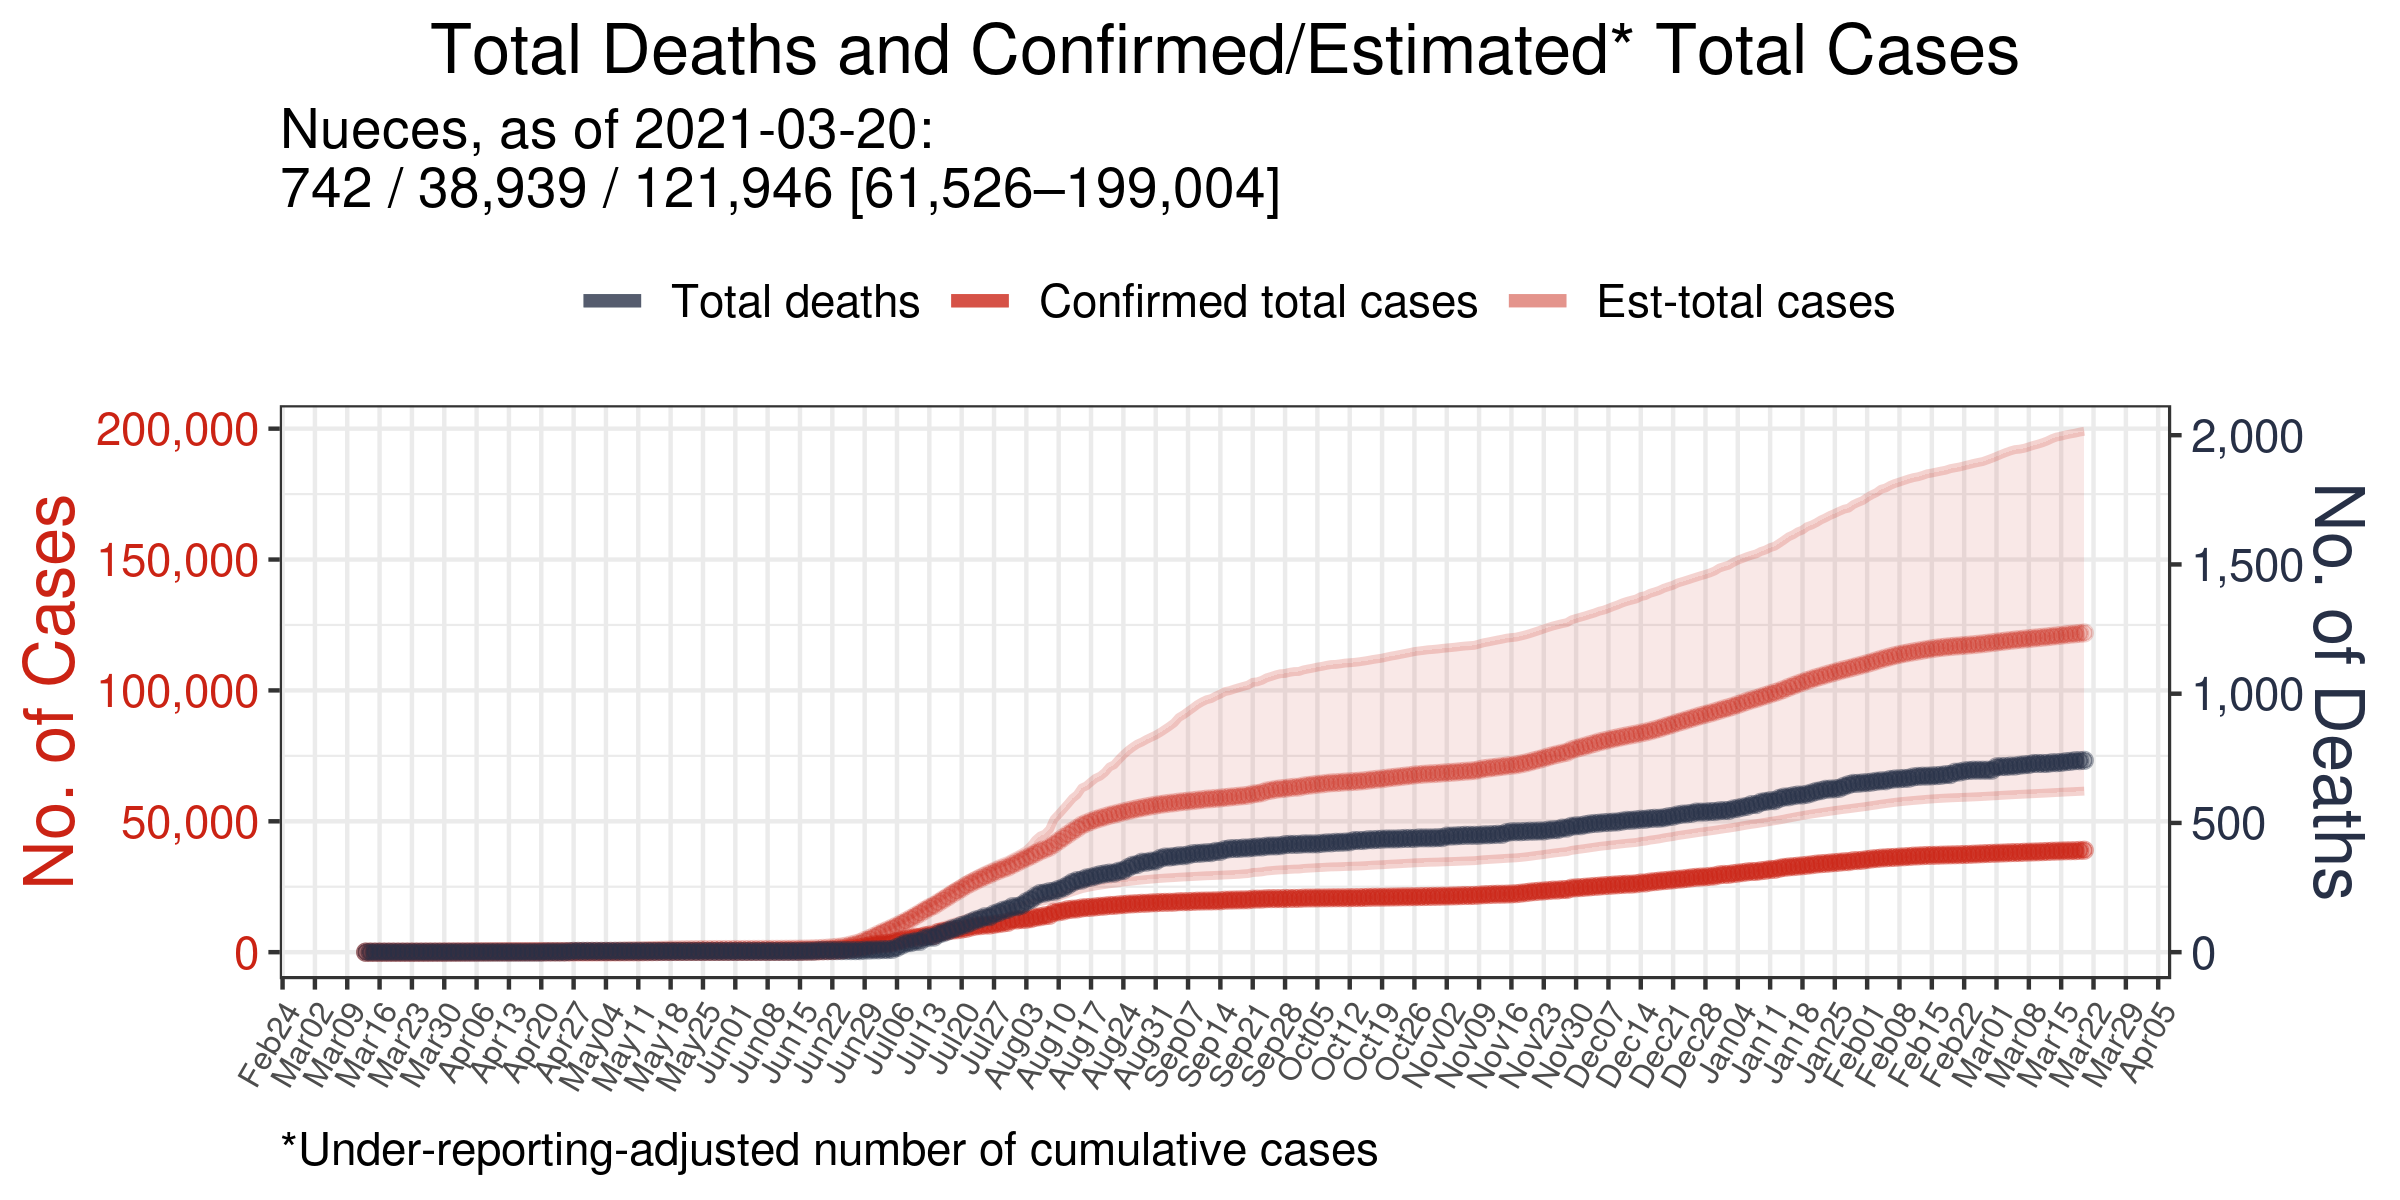 Total Deaths and Confirmed/Estimated* Total Cases
Nueces, as of 2021-03-20:
742 / 38,939 / 121,946 [61,526–199,004]
Total deaths
Confirmed total cases
Est-total cases
No. of Cases
200,000
150,000
100,000
50,000
0
2,000
1,500
1,000
500
0
No. of Deaths
Feb24
Mar02
Mar09
Mar16
Mar23
Mar30
Apr06
Apr13
Apr20
Apr27
May04
May11
May18
May25
Jun01
Jun08
Jun15
Jun22
Jun29
Jul06
Jul13
Jul20
Jul27
Aug03
Aug10
Aug17
Aug24
Aug31
Sep07
Sep14
Sep21
Sep28
Oct05
Oct12
Oct19
Oct26
Nov02
Nov09
Nov16
Nov23
Nov30
Dec07
Dec14
Dec21
Dec28
Jan04
Jan11
Jan18
Jan25
Feb01
Feb08
Feb15
Feb22
Mar01
Mar08
Mar15
Mar22
Mar29
Apr05
*Under-reporting-adjusted number of cumulative cases